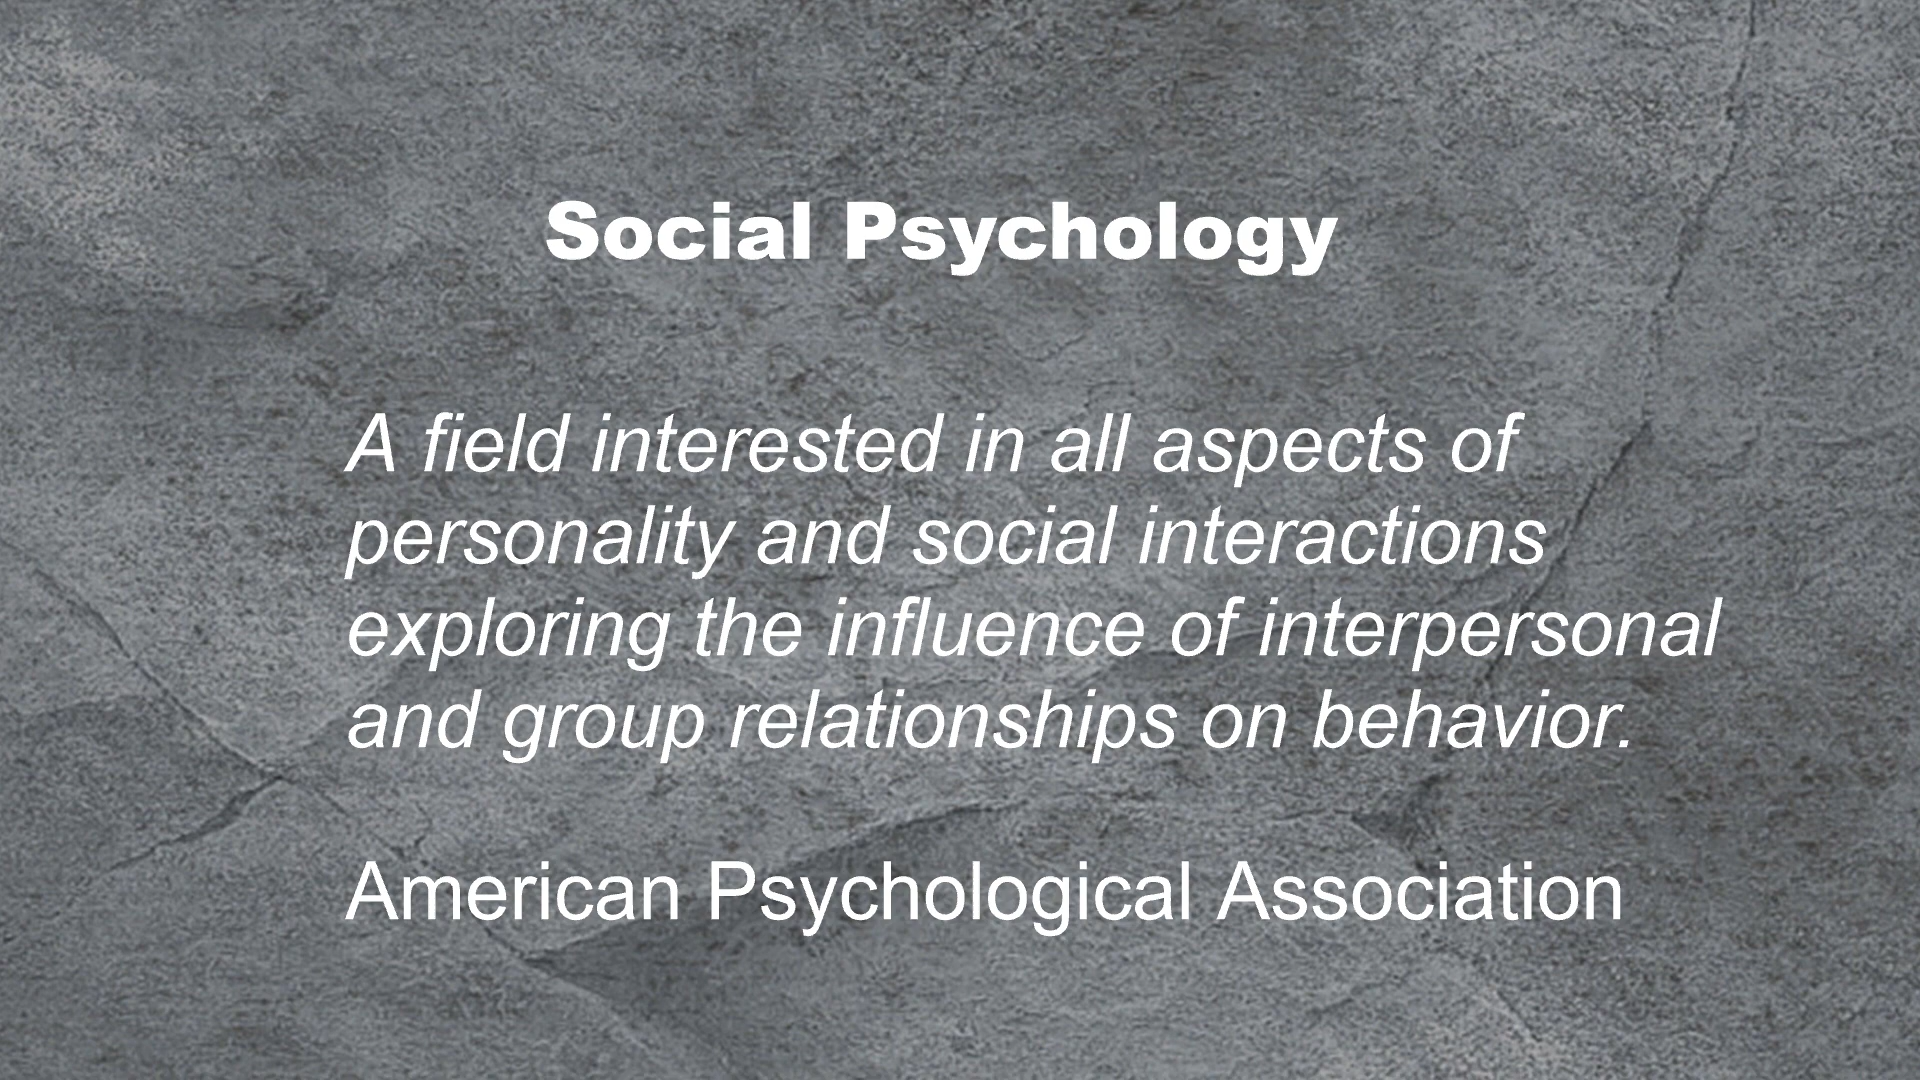 Social Psychology
A field interested in all aspects of
personality and social interactions
exploring the influence of interpersonal
and group relationships on behavior.
American Psychological Association